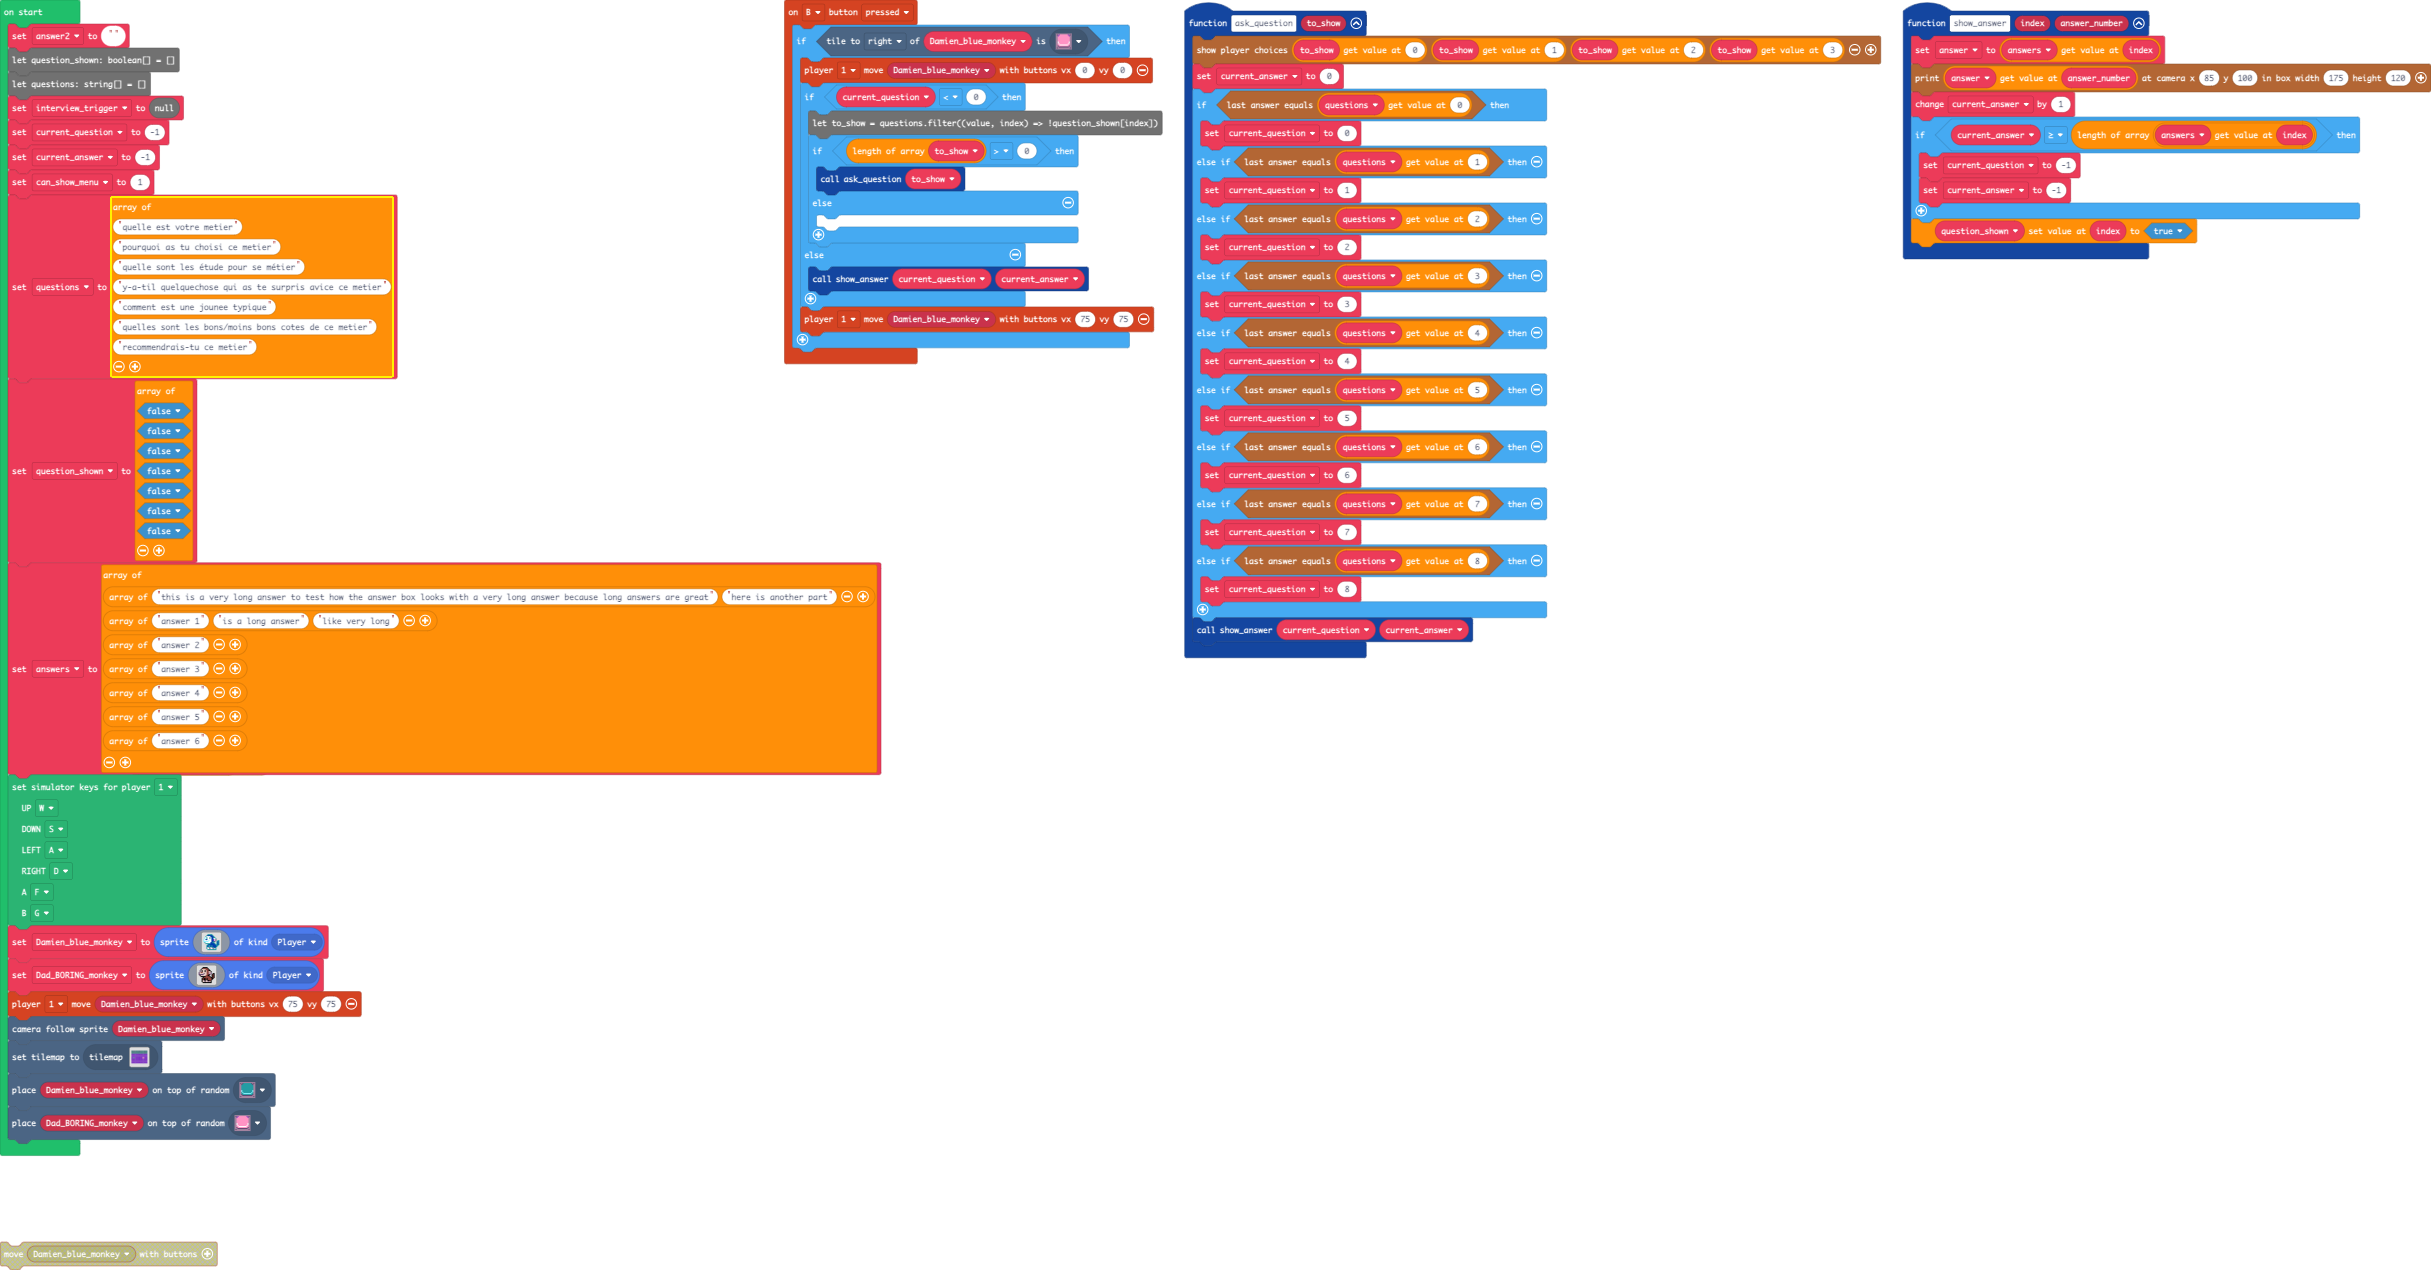 on start
set answer2 to " "
let question_shown: boolean[] = []
let questions: string[] = []
set interview_trigger to null
set current_question to -1
set current_answer to -1
set can_show_menu to 1
array of
"quelle est votre metier"
"pourquoi as tu choisi ce metier"
"quelle sont les étude pour se métier"
set questions to "y-a-til quelquechose qui as te surpris avice ce metier"
"comment est une jounee typique"
"quelles sont les bons/moins bons cotes de ce metier"
"recommendrais-tu ce metier"
array of
false
false
false
set question_shown to false
false
false
false
array of
array of "this is a very long answer to test how the answer box looks with a very long answer because long answers are great" "here is another part"
array of "answer 1" "is a long answer" "like very long"
array of "answer 2"
set answers to array of "answer 3"
array of "answer 4"
array of "answer 5"
array of "answer 6"
set simulator keys for player 1
UP W
DOWN S
LEFT A
RIGHT D
A F
B G
set Damien_blue_monkey to sprite of kind Player
set Dad_BORING_monkey to sprite of kind Player
player 1 move Damien_blue_monkey with buttons vx 75 vy 75
camera follow sprite Damien_blue_monkey
set tilemap to tilemap
place Damien_blue_monkey on top of random
place Dad_BORING_monkey on top of random
move Damien_blue_monkey with buttons
on B button pressed
if tile to right of Damien_blue_monkey is then
player 1 move Damien_blue_monkey with buttons vx 0 vy 0
if current_question < 0 then
let to_show = questions.filter((value, index) => !question_shown[index])
if length of array to_show > 0 then
call ask_question to_show
else
else
call show_answer current_question current_answer
player 1 move Damien_blue_monkey with buttons vx 75 vy 75
function ask_question to_show
show player choices to_show get value at 0 to_show get value at 1 to_show get value at 2 to_show get value at 3
set current_answer to 0
if last answer equals questions get value at 0 then
set current_question to 0
else if last answer equals questions get value at 1 then
set current_question to 1
else if last answer equals questions get value at 2 then
set current_question to 2
else if last answer equals questions get value at 3 then
set current_question to 3
else if last answer equals questions get value at 4 then
set current_question to 4
else if last answer equals questions get value at 5 then
set current_question to 5
else if last answer equals questions get value at 6 then
set current_question to 6
else if last answer equals questions get value at 7 then
set current_question to 7
else if last answer equals questions get value at 8 then
set current_question to 8
call show_answer current_question current_answer
function show_answer index answer_number
set answer to answers get value at index
print answer get value at answer_number at camera x 85 y 100 in box width 175 height 120
change current_answer by 1
if current_answer ≥ length of array answers get value at index then
set current_question to -1
set current_answer to -1
question_shown set value at index to true